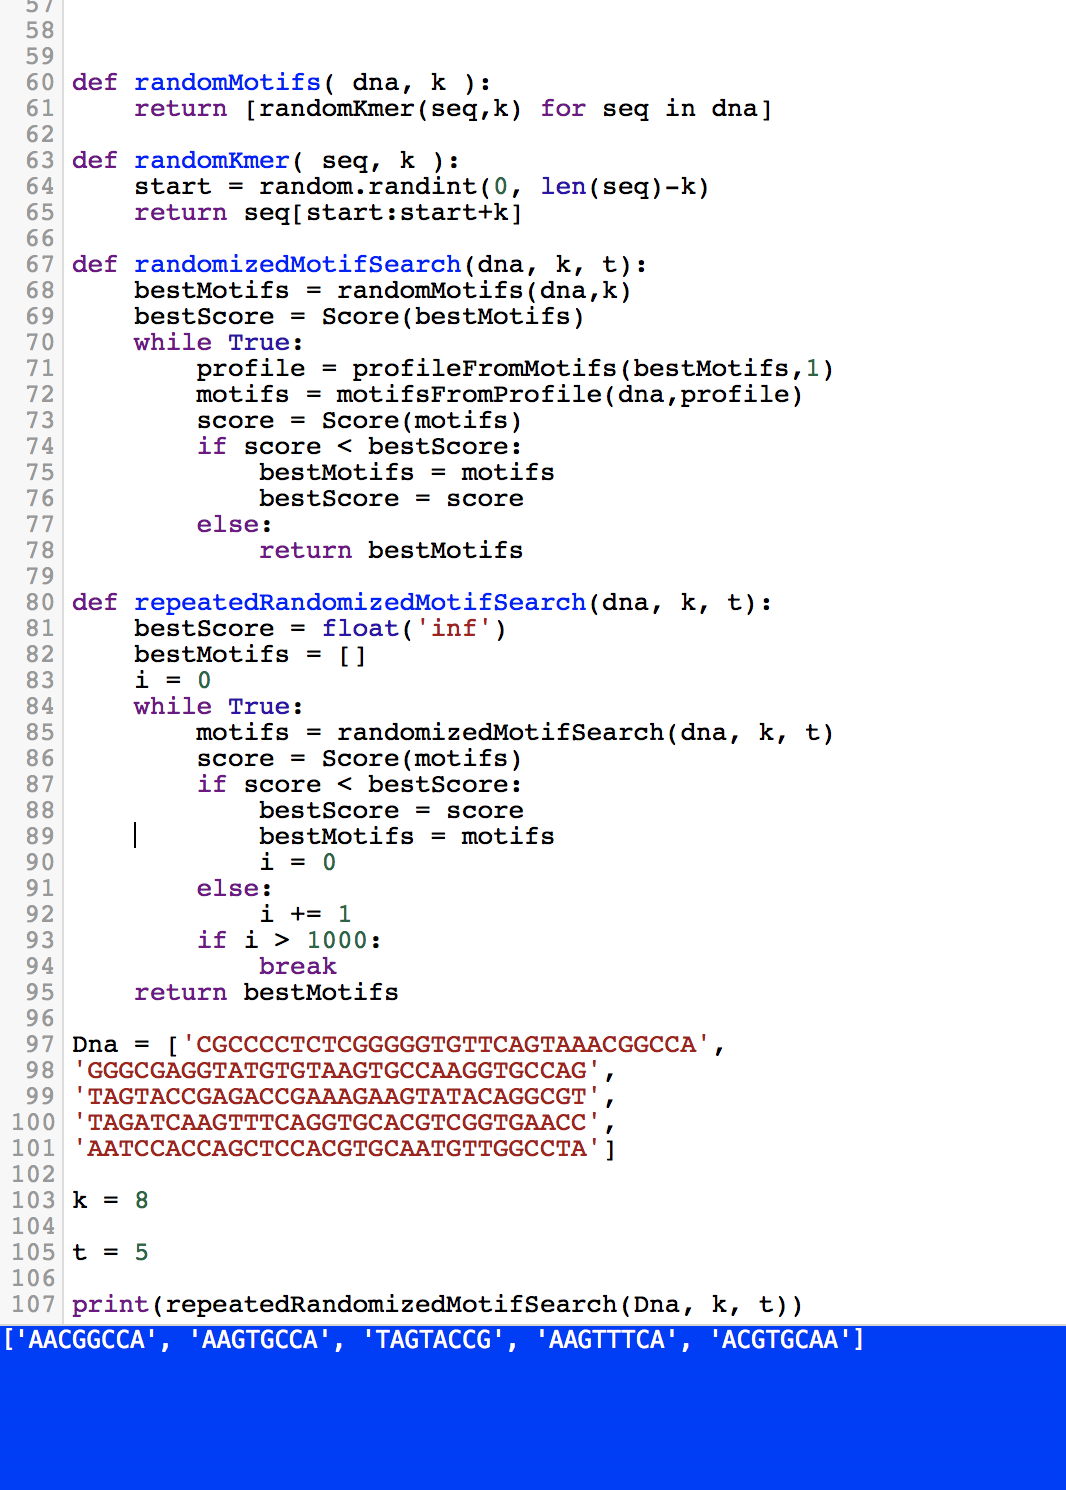 57
58
59
60 def randomMotifs( dna, k ):
61     return [randomKmer(seq,k) for seq in dna]
62
63 def randomKmer( seq, k ):
64     start = random.randint(0, len(seq)-k)
65     return seq[start:start+k]
66
67 def randomizedMotifSearch(dna, k, t):
68     bestMotifs = randomMotifs(dna,k)
69     bestScore = Score(bestMotifs)
70     while True:
71         profile = profileFromMotifs(bestMotifs,1)
72         motifs = motifsFromProfile(dna,profile)
73         score = Score(motifs)
74         if score < bestScore:
75             bestMotifs = motifs
76             bestScore = score
77         else:
78             return bestMotifs
79
80 def repeatedRandomizedMotifSearch(dna, k, t):
81     bestScore = float('inf')
82     bestMotifs = []
83     i = 0
84     while True:
85         motifs = randomizedMotifSearch(dna, k, t)
86         score = Score(motifs)
87         if score < bestScore:
88             bestScore = score
89             bestMotifs = motifs
90             i = 0
91         else:
92             i += 1
93         if i > 1000:
94             break
95     return bestMotifs
96
97 Dna = ['CGCCCCTCTCGGGGGTGTTCAGTAAACGGCCA',
98 'GGGCGAGGTATGTGTAAGTGCCAAGGTGCCAG',
99 'TAGTACCGAGACCGAAAGAAGTATACAGGCGT',
100 'TAGATCAAGTTTCAGGTGCACGTCGGTGAACC',
101 'AATCCACCAGCTCCACGTGCAATGTTGGCCTA']
102
103 k = 8
104
105 t = 5
106
107 print(repeatedRandomizedMotifSearch(Dna, k, t))
['AACGGCCA', 'AAGTGCCA', 'TAGTACCG', 'AAGTTTCA', 'ACGTGCAA']